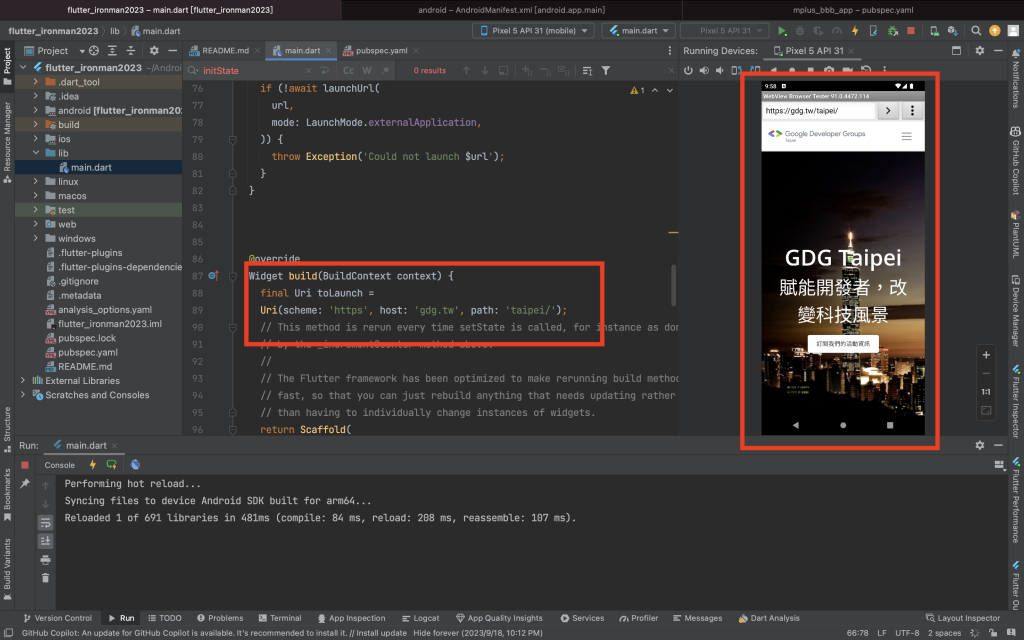 flutter_ironman2023 – main.dart [flutter_ironman2023]
android – AndroidManifest.xml [android.app.main]
mplus_bbb_app – pubspec.yaml
flutter_ironman2023 › lib › main.dart
Pixel 5 API 31 (mobile)
main.dart
Pixel 5 API 31
Project
README.md
main.dart
pubspec.yaml
Running Devices:
Pixel 5 API 31
initState
Cc
W
0 results
flutter_ironman2023 ~/Androi
.dart_tool
.idea
android [flutter_ironman202
build
ios
lib
main.dart
linux
macos
test
web
windows
.flutter-plugins
.flutter-plugins-dependencie
.gitignore
.metadata
analysis_options.yaml
flutter_ironman2023.iml
pubspec.lock
pubspec.yaml
README.md
External Libraries
Scratches and Consoles
76 if (!await launchUrl(
77 url,
78 mode: LaunchMode.externalApplication,
79 )) {
80 throw Exception('Could not launch $url');
81 }
82 }
83
84
85
86 @override
87 Widget build(BuildContext context) {
88 final Uri toLaunch =
89 Uri(scheme: 'https', host: 'gdg.tw', path: 'taipei/');
90 // This method is rerun every time setState is called, for instance as don
91 // by the _incrementCounter method above.
92 //
93 // The Flutter framework has been optimized to make rerunning build metho
94 // fast, so that you can just rebuild anything that needs updating rather
95 // than having to individually change instances of widgets.
96 return Scaffold(
1
9:58
WebView Browser Tester 91.0.4472.114
https://gdg.tw/taipei/
Google Developer Groups
Taipei
GDG Taipei
賦能開發者，改
變科技風景
訂閱我們的活動資訊
1:1
Project
Resource Manager
Structure
Bookmarks
Build Variants
Notifications
GitHub Copilot
PlantUML
Device Manager
Flutter Inspector
Flutter Performance
Flutter Ou
Run:
main.dart
Console
Performing hot reload...
Syncing files to device Android SDK built for arm64...
Reloaded 1 of 691 libraries in 481ms (compile: 84 ms, reload: 208 ms, reassemble: 107 ms).
Version Control
Run
TODO
Problems
Terminal
App Inspection
Logcat
App Quality Insights
Services
Profiler
Messages
Dart Analysis
Layout Inspector
GitHub Copilot: An update for GitHub Copilot is available. It's recommended to install it. // Install update Hide forever (2023/9/18, 10:12 PM)
66:78 LF UTF-8 2 spaces